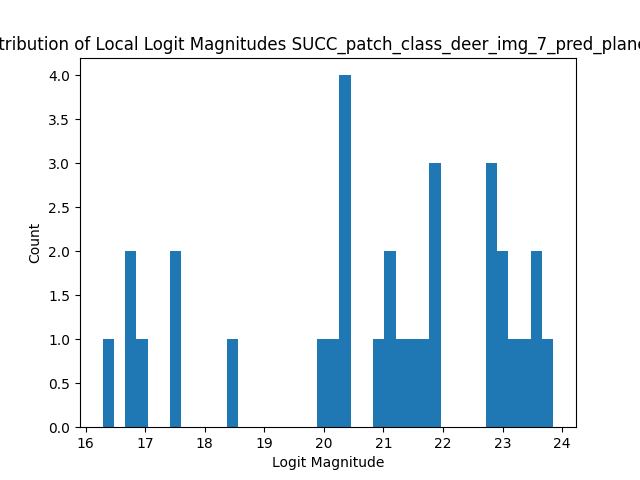 tribution of Local Logit Magnitudes SUCC_patch_class_deer_img_7_pred_plane
4.0
3.5
3.0
2.5
2.0
1.5
1.0
0.5
0.0
Count
16 17 18 19 20 21 22 23 24
Logit Magnitude